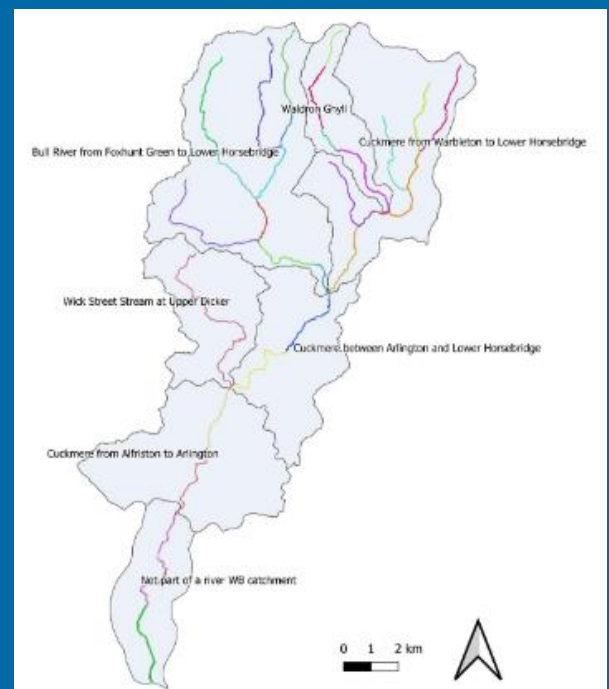 Waldron Ghyll
Cuckmere from Warbleton to Lower Horsebridge
Bull River from Foxhunt Green to Lower Horsebridge
Wick Street Stream at Upper Dicker
Cuckmere between Arlington and Lower Horsebridge
Cuckmere from Alfriston to Arlington
Not part of a river WB catchment
0 1 2 km